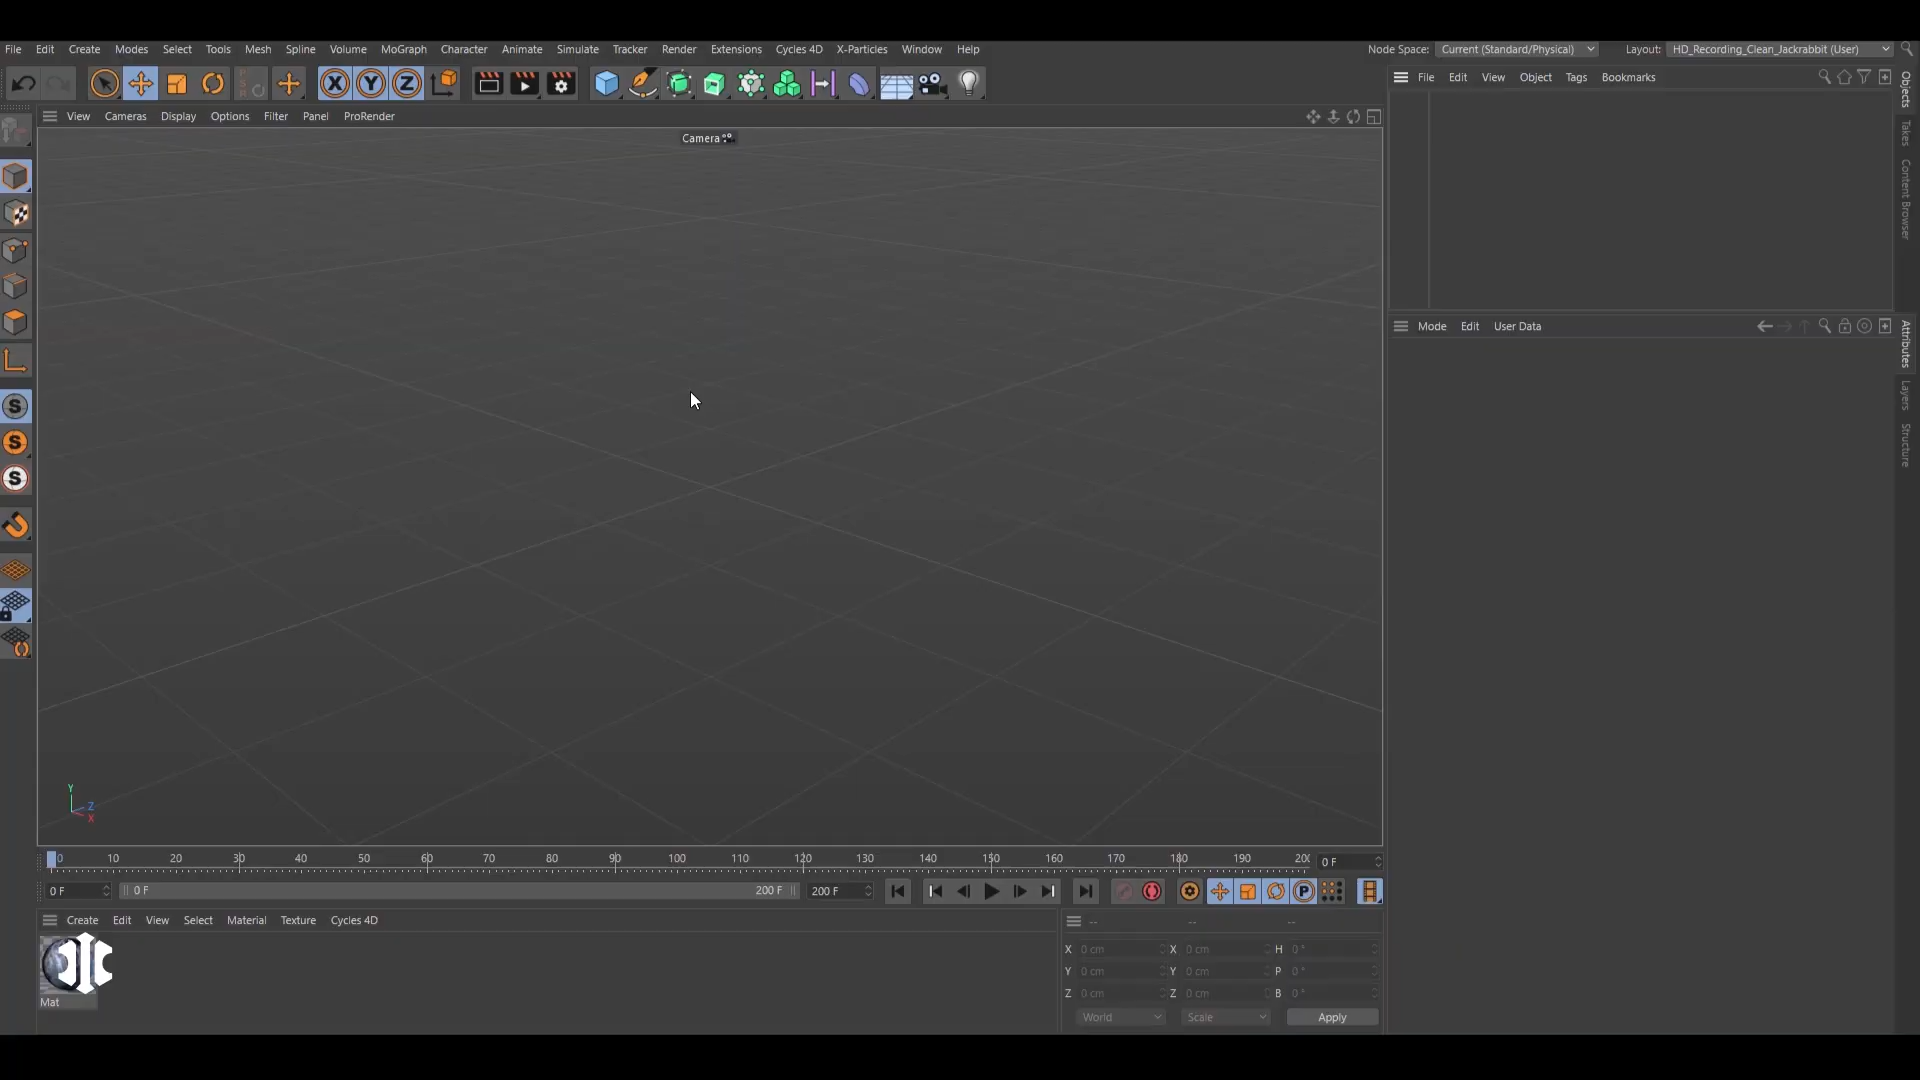 File Edit Create Modes Select Tools Mesh Spline Volume MoGraph Character Animate Simulate Tracker Render Extensions Cycles 4D X-Particles Window Help Node Space: Current (Standard/Physical) Layout: HD_Recording_Clean_Jackrabbit (User)
X Y Z
File Edit View Object Tags Bookmarks
View Cameras Display Options Filter Panel ProRender
Camera
Objects
Takes
Content Browser
Mode Edit User Data
Attributes
Layers
Structure
S
S
S
Y
Z
X
0 10 20 30 40 50 60 70 80 90 100 110 120 130 140 150 160 170 180 190 200 0 F
0 F 0 F 200 F 200 F P
Create Edit View Select Material Texture Cycles 4D -- -- --
X 0 cm X 0 cm H 0 °
Y 0 cm Y 0 cm P 0 °
Z 0 cm Z 0 cm B 0 °
Mat
World Scale Apply